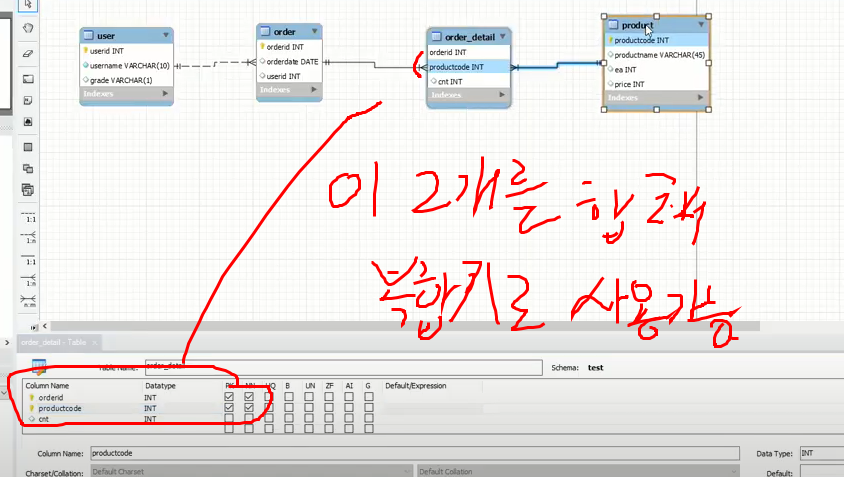 user
userid INT
username VARCHAR(10)
grade VARCHAR(1)
Indexes
order
orderid INT
orderdate DATE
userid INT
Indexes
order_detail
orderid INT
productcode INT
cnt INT
Indexes
product
productcode INT
productname VARCHAR(45)
ea INT
price INT
Indexes
이 2개를 합쳐서
복합키로 사용가능
1:1
1:n
1:1
1:n
n:m
order_detail - Table
Table Name: order_detail
Schema: test
Column Name Datatype PK NN UQ B UN ZF AI G Default/Expression
orderid INT
productcode INT
cnt INT
Column Name: productcode
Data Type: INT
Charset/Collation: Default Charset Default Collation
Default: